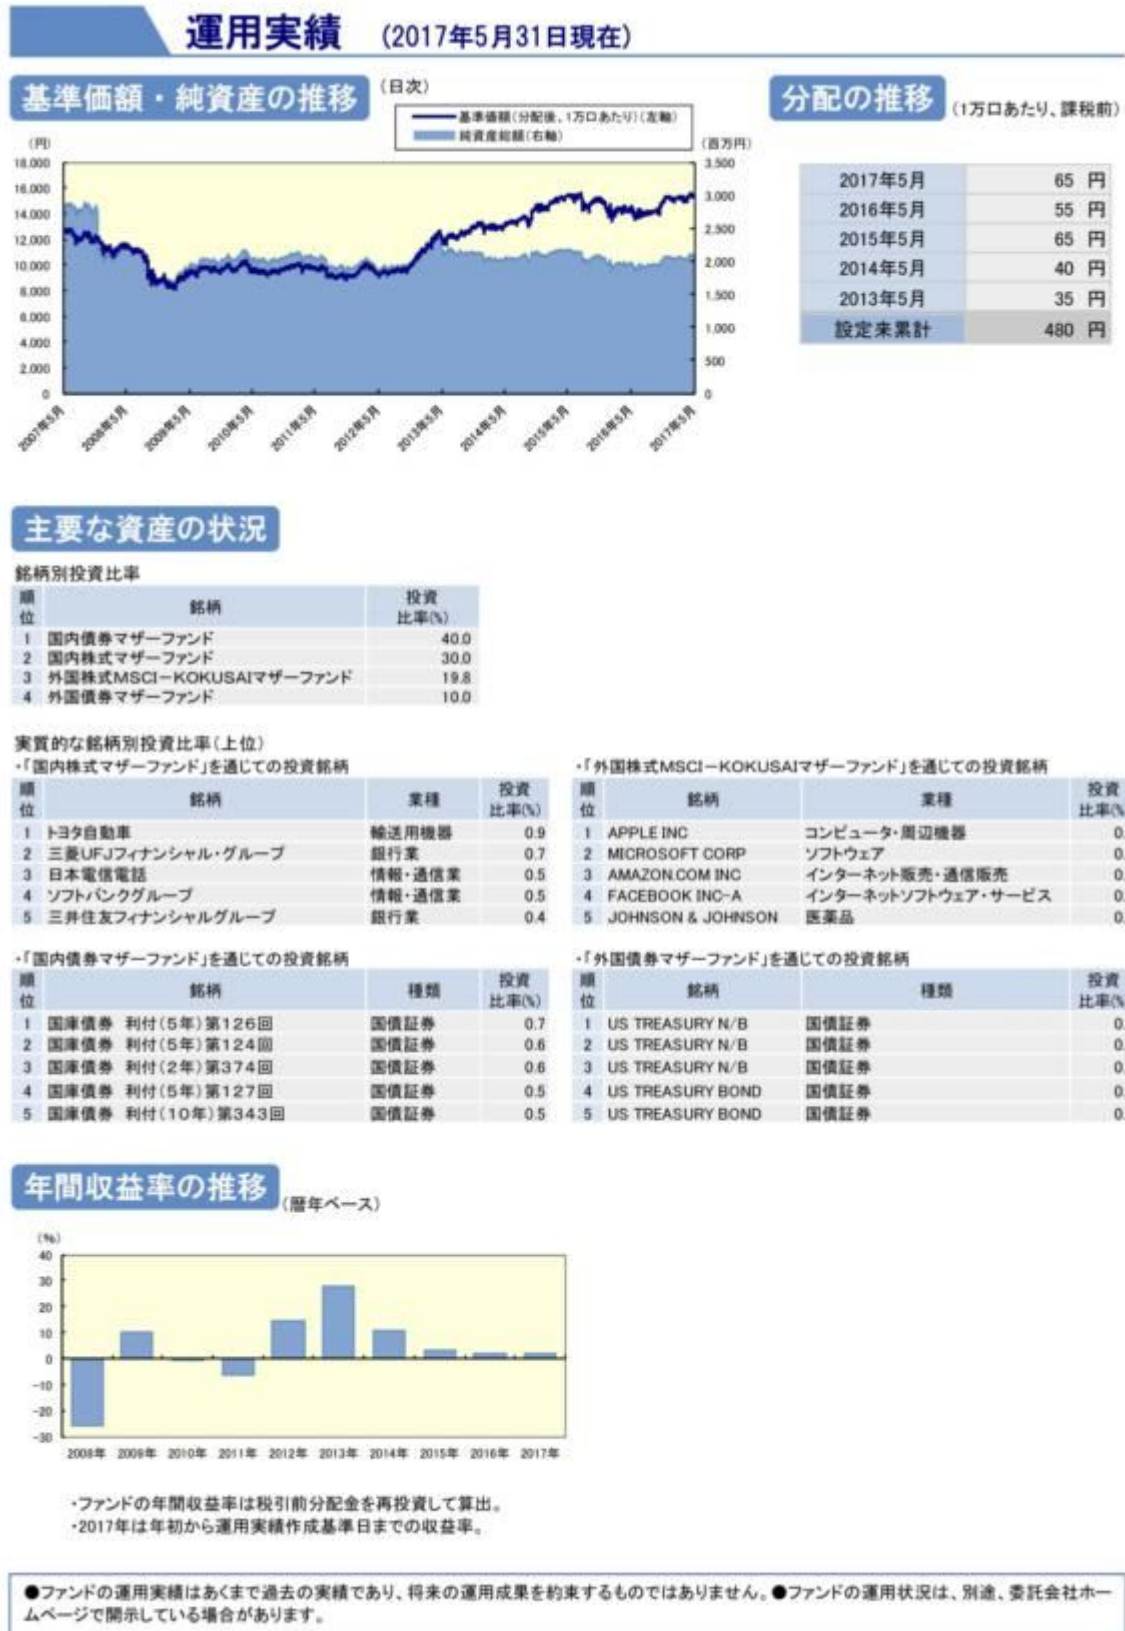 運用実績 (2017年5月31日現在)
基準価額・純資産の推移 (日次)
基準価額(分配後、1万口あたり)(左軸)
純資産総額(右軸)
(円)
(百万円)
18,000
16,000
14,000
12,000
10,000
8,000
6,000
4,000
2,000
0
3,500
3,000
2,500
2,000
1,500
1,000
500
0
2007年5月 2008年5月 2009年5月 2010年5月 2011年5月 2012年5月 2013年5月 2014年5月 2015年5月 2016年5月 2017年5月
分配の推移 (1万口あたり、課税前)
2017年5月 65 円
2016年5月 55 円
2015年5月 65 円
2014年5月 40 円
2013年5月 35 円
設定来累計 480 円
主要な資産の状況
銘柄別投資比率
順位 銘柄 投資比率(%)
1 国内債券マザーファンド 40.0
2 国内株式マザーファンド 30.0
3 外国株式MSCI-KOKUSAIマザーファンド 19.8
4 外国債券マザーファンド 10.0
実質的な銘柄別投資比率(上位)
・「国内株式マザーファンド」を通じての投資銘柄
順位 銘柄 業種 投資比率(%)
1 トヨタ自動車 輸送用機器 0.9
2 三菱UFJフィナンシャル・グループ 銀行業 0.7
3 日本電信電話 情報・通信業 0.5
4 ソフトバンクグループ 情報・通信業 0.5
5 三井住友フィナンシャルグループ 銀行業 0.4
・「外国株式MSCI-KOKUSAIマザーファンド」を通じての投資銘柄
順位 銘柄 業種 投資比率(%
1 APPLE INC コンピュータ・周辺機器 0.
2 MICROSOFT CORP ソフトウェア 0.
3 AMAZON.COM INC インターネット販売・通信販売 0.
4 FACEBOOK INC-A インターネットソフトウェア・サービス 0.
5 JOHNSON & JOHNSON 医薬品 0.
・「国内債券マザーファンド」を通じての投資銘柄
順位 銘柄 種類 投資比率(%)
1 国庫債券 利付(5年)第126回 国債証券 0.7
2 国庫債券 利付(5年)第124回 国債証券 0.6
3 国庫債券 利付(2年)第374回 国債証券 0.6
4 国庫債券 利付(5年)第127回 国債証券 0.5
5 国庫債券 利付(10年)第343回 国債証券 0.5
・「外国債券マザーファンド」を通じての投資銘柄
順位 銘柄 種類 投資比率(%
1 US TREASURY N/B 国債証券 0.
2 US TREASURY N/B 国債証券 0.
3 US TREASURY N/B 国債証券 0.
4 US TREASURY BOND 国債証券 0.
5 US TREASURY BOND 国債証券 0.
年間収益率の推移 (暦年ベース)
(%)
40
30
20
10
0
-10
-20
-30
2008年 2009年 2010年 2011年 2012年 2013年 2014年 2015年 2016年 2017年
・ファンドの年間収益率は税引前分配金を再投資して算出。
・2017年は年初から運用実績作成基準日までの収益率。
●ファンドの運用実績はあくまで過去の実績であり、将来の運用成果を約束するものではありません。●ファンドの運用状況は、別途、委託会社ホー
ムページで開示している場合があります。